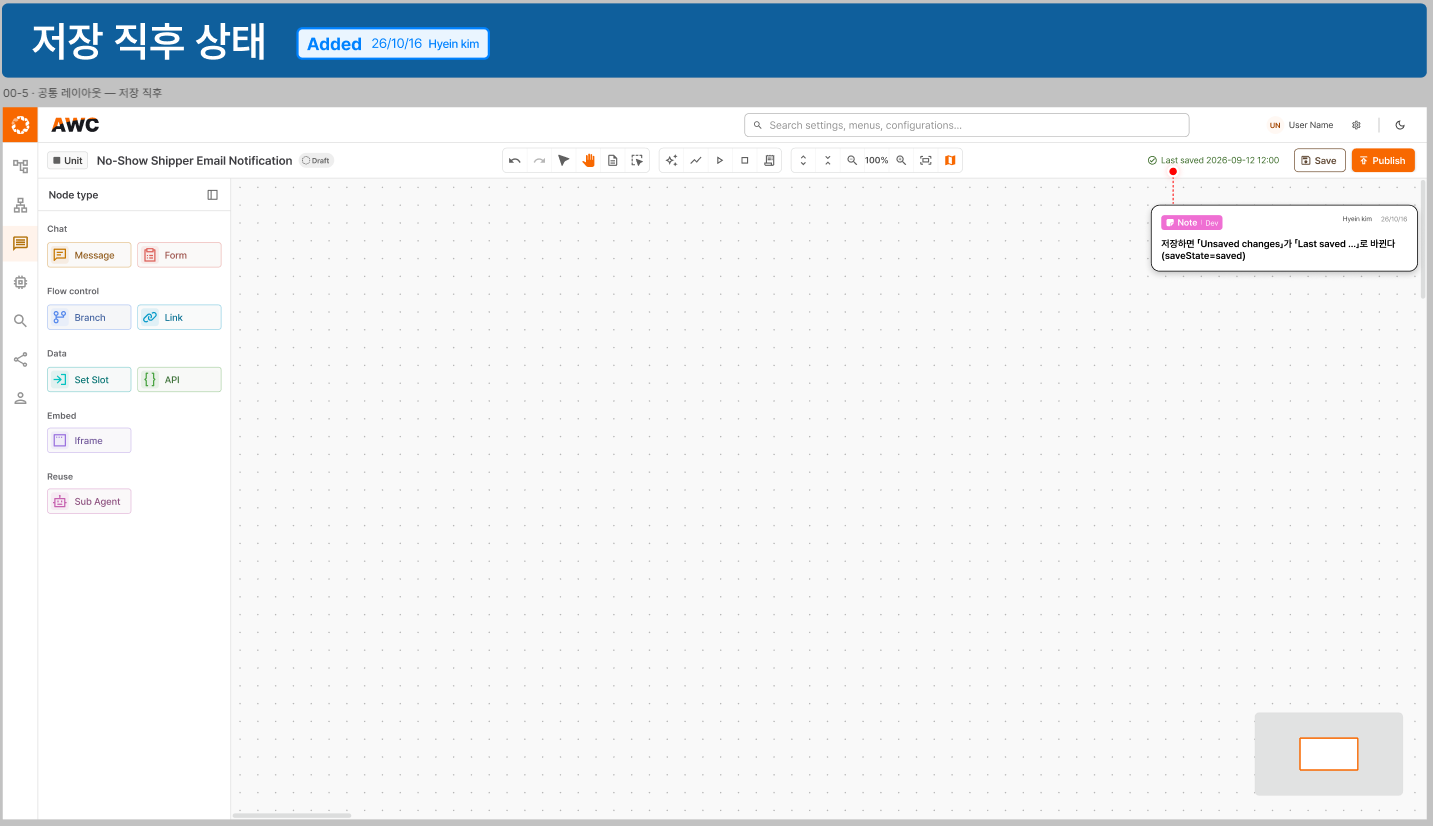 저장 직후 상태
Added 26/10/16 Hyein kim
00-5 · 공통 레이아웃 — 저장 직후
AWC
Search settings, menus, configurations...
UN User Name
Unit No-Show Shipper Email Notification Draft
100%
Last saved 2026-09-12 12:00
Save
Publish
Node type
Chat
Message
Form
Flow control
Branch
Link
Data
Set Slot
API
Embed
Iframe
Reuse
Sub Agent
Note | Dev
Hyein kim 26/10/16
저장하면 「Unsaved changes」가 「Last saved ...」로 바뀐다
(saveState=saved)